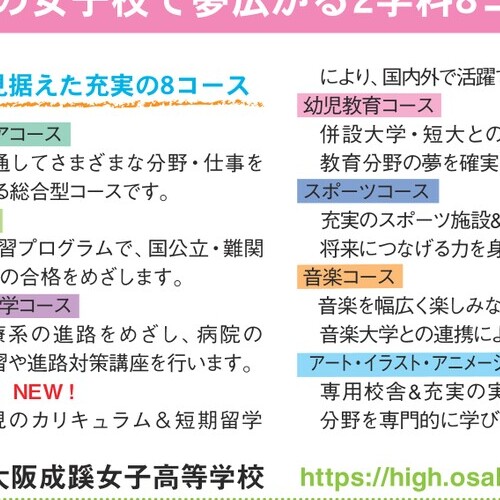 の女子校で夢広がる2学科8コ
見据えた充実の8コース
アコース
通してさまざまな分野・仕事を
る総合型コースです。
習プログラムで、国公立・難関
の合格をめざします。
学コース
療系の進路をめざし、病院の
習や進路対策講座を行います。
NEW！
視のカリキュラム＆短期留学
により、国内外で活躍
幼児教育コース
併設大学・短大との
教育分野の夢を確実
スポーツコース
充実のスポーツ施設&
将来につなげる力を身
音楽コース
音楽を幅広く楽しみな
音楽大学との連携によ
アート・イラスト・アニメーシ
専用校舎&充実の実
分野を専門的に学び
大阪成蹊女子高等学校
https://high.osa